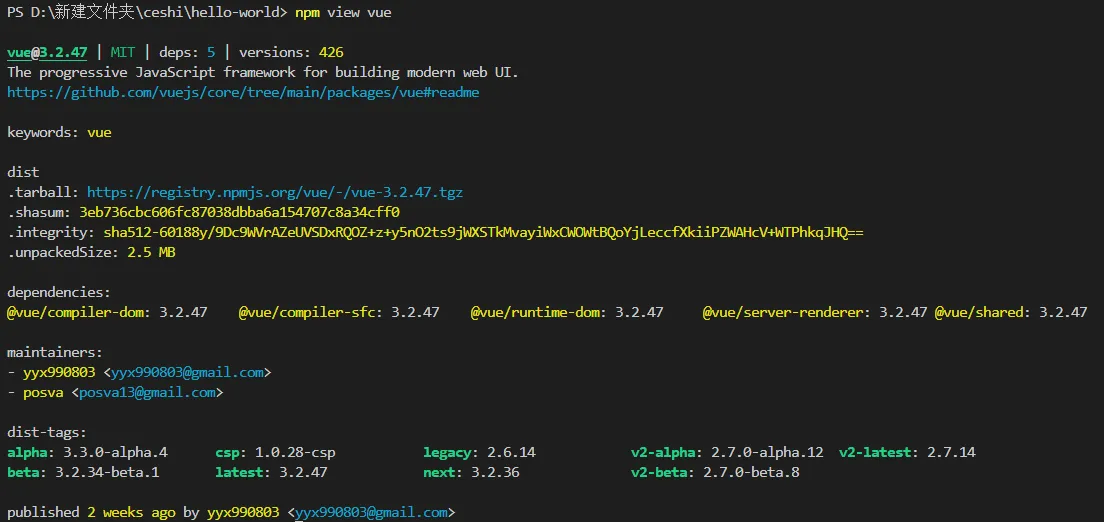 PS D:\新建文件夹\ceshi\hello-world> npm view vue
vue@3.2.47 | MIT | deps: 5 | versions: 426
The progressive JavaScript framework for building modern web UI.
https://github.com/vuejs/core/tree/main/packages/vue#readme
keywords: vue
dist
.tarball: https://registry.npmjs.org/vue/-/vue-3.2.47.tgz
.shasum: 3eb736cbc606fc87038dbba6a154707c8a34cff0
.integrity: sha512-60188y/9Dc9WVrAZeUVSDxRQOZ+z+y5nO2ts9jWXSTkMvayiWxCWOWtBQoYjLeccfXkiiPZWAHcV+WTPhkqJHQ==
.unpackedSize: 2.5 MB
dependencies:
@vue/compiler-dom: 3.2.47 @vue/compiler-sfc: 3.2.47 @vue/runtime-dom: 3.2.47 @vue/server-renderer: 3.2.47 @vue/shared: 3.2.47
maintainers:
- yyx990803 <yyx990803@gmail.com>
- posva <posva13@gmail.com>
dist-tags:
alpha: 3.3.0-alpha.4 csp: 1.0.28-csp legacy: 2.6.14 v2-alpha: 2.7.0-alpha.12 v2-latest: 2.7.14
beta: 3.2.34-beta.1 latest: 3.2.47 next: 3.2.36 v2-beta: 2.7.0-beta.8
published 2 weeks ago by yyx990803 <yyx990803@gmail.com>